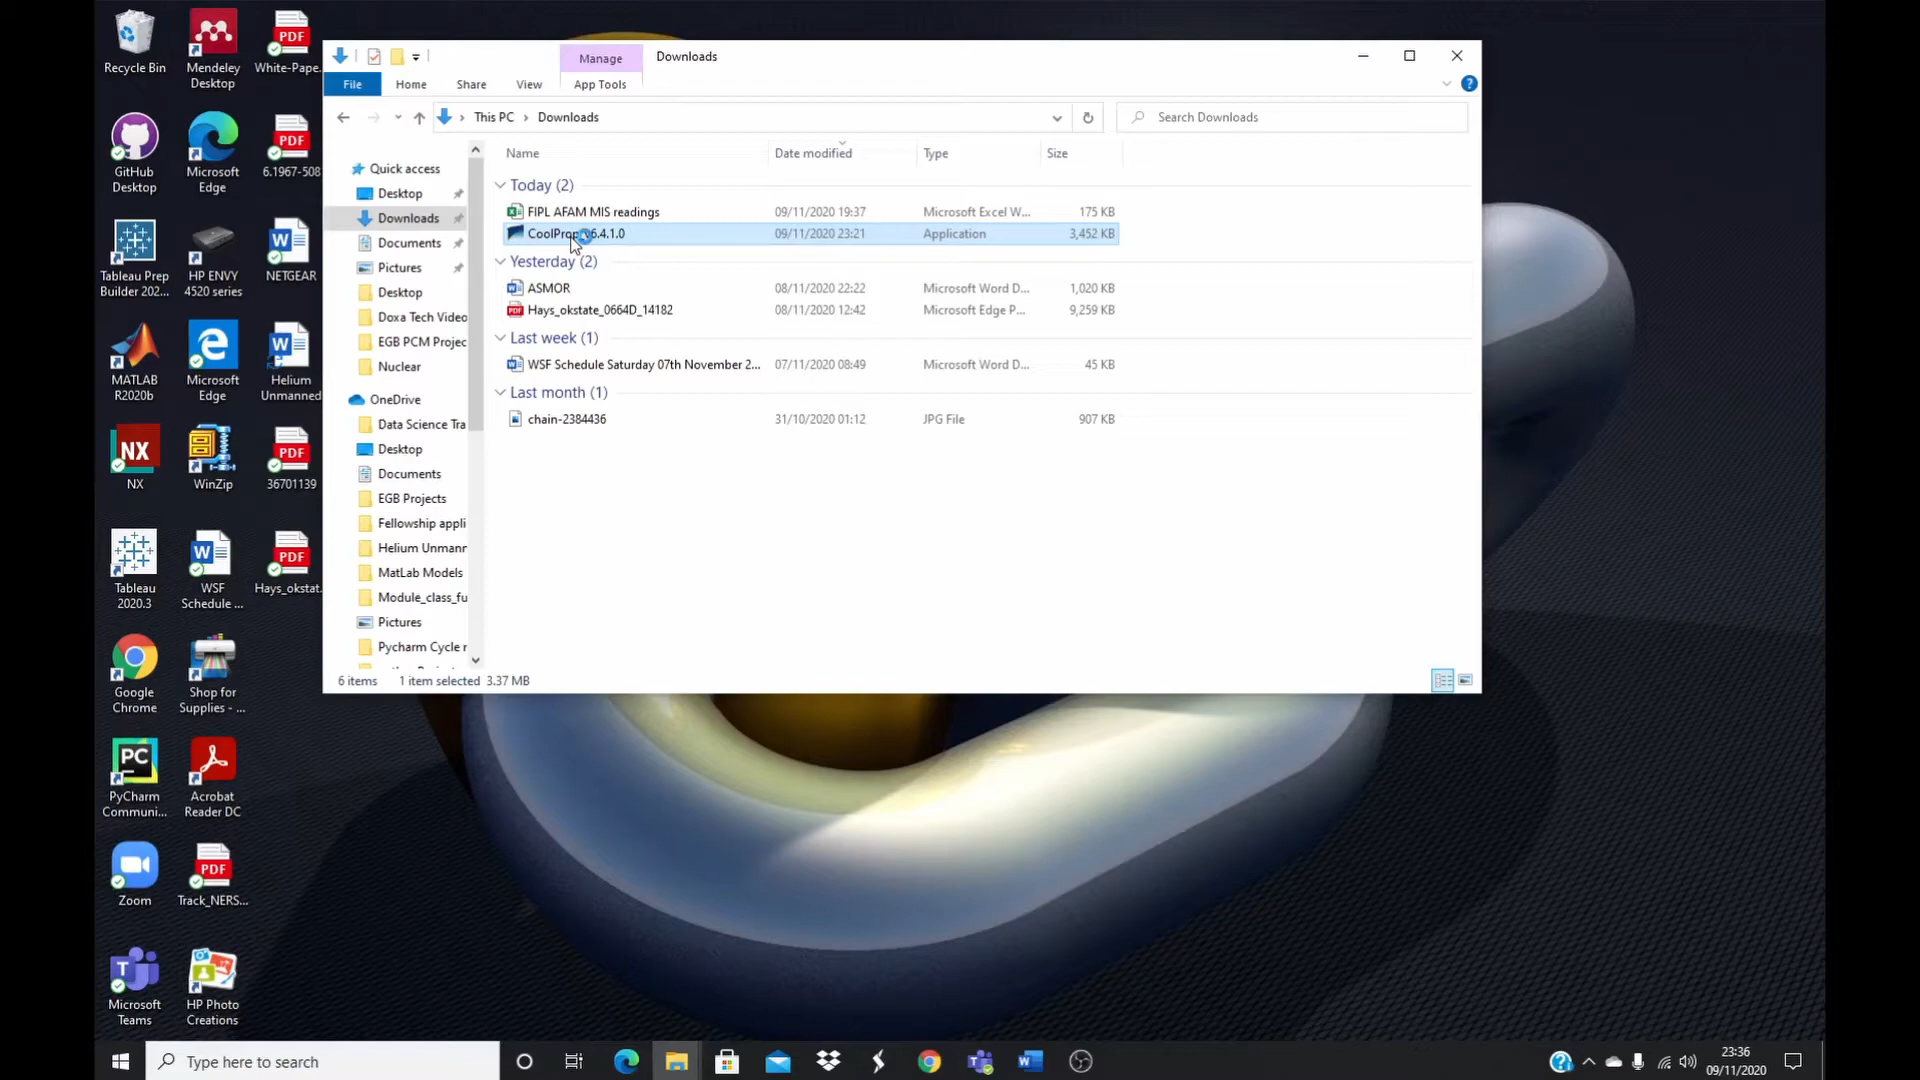 Recycle Bin
Mendeley Desktop
White-Pape...
GitHub Desktop
Microsoft Edge
6.1967-508
Tableau Prep Builder 202...
HP ENVY 4520 series
NETGEAR
MATLAB R2020b
Microsoft Edge
Helium Unmanned
NX
WinZip
36701139
Tableau 2020.3
WSF Schedule ...
Hays_okstat...
Google Chrome
Shop for Supplies - ...
PyCharm Communi...
Acrobat Reader DC
Zoom
Track_NERS...
Microsoft Teams
HP Photo Creations
Manage
Downloads
File
Home
Share
View
App Tools
This PC
Downloads
Search Downloads
Quick access
Desktop
Downloads
Documents
Pictures
Desktop
Doxa Tech Video
EGB PCM Projec
Nuclear
OneDrive
Data Science Tra
Desktop
Documents
EGB Projects
Fellowship appli
Helium Unmanr
MatLab Models
Module_class_fu
Pictures
Pycharm Cycle r
Name Date modified Type Size
Today (2)
FIPL AFAM MIS readings 09/11/2020 19:37 Microsoft Excel W... 175 KB
09/11/2020 23:21 Application 3,452 KB
Yesterday (2)
ASMOR 08/11/2020 22:22 Microsoft Word D... 1,020 KB
Hays_okstate_0664D_14182 08/11/2020 12:42 Microsoft Edge P... 9,259 KB
Last week (1)
WSF Schedule Saturday 07th November 2... 07/11/2020 08:49 Microsoft Word D... 45 KB
Last month (1)
chain-2384436 31/10/2020 01:12 JPG File 907 KB
6 items 1 item selected 3.37 MB
Type here to search
23:36
09/11/2020